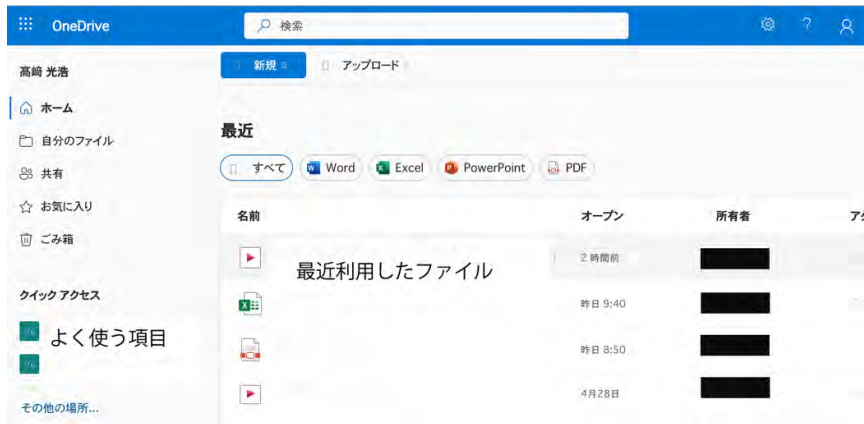 OneDrive
検索
髙﨑 光浩
ホーム
自分のファイル
共有
お気に入り
ごみ箱
クイック アクセス
よく使う項目
その他の場所...
新規
アップロード
最近
すべて Word Excel PowerPoint PDF
名前 オープン 所有者
最近利用したファイル
2 時間前
昨日 9:40
昨日 8:50
4月28日